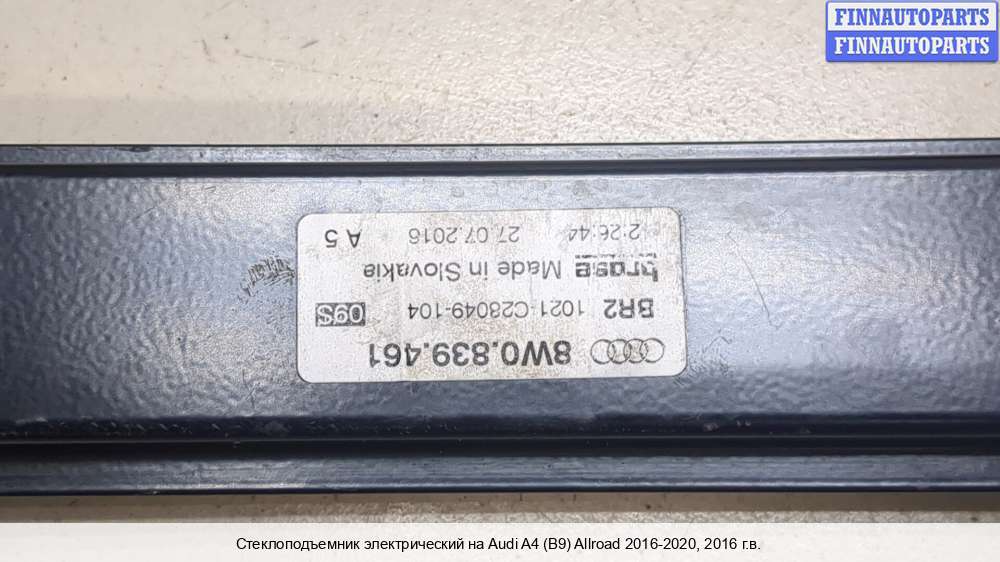 FINNAUTOPARTS
FINNAUTOPARTS
8W0.839.461
BR2 1021-C28049-104 09S
brose Made in Slovakia
2:26:44 27.07.2016 A 5
Стеклоподъемник электрический на Audi A4 (B9) Allroad 2016-2020, 2016 г.в.